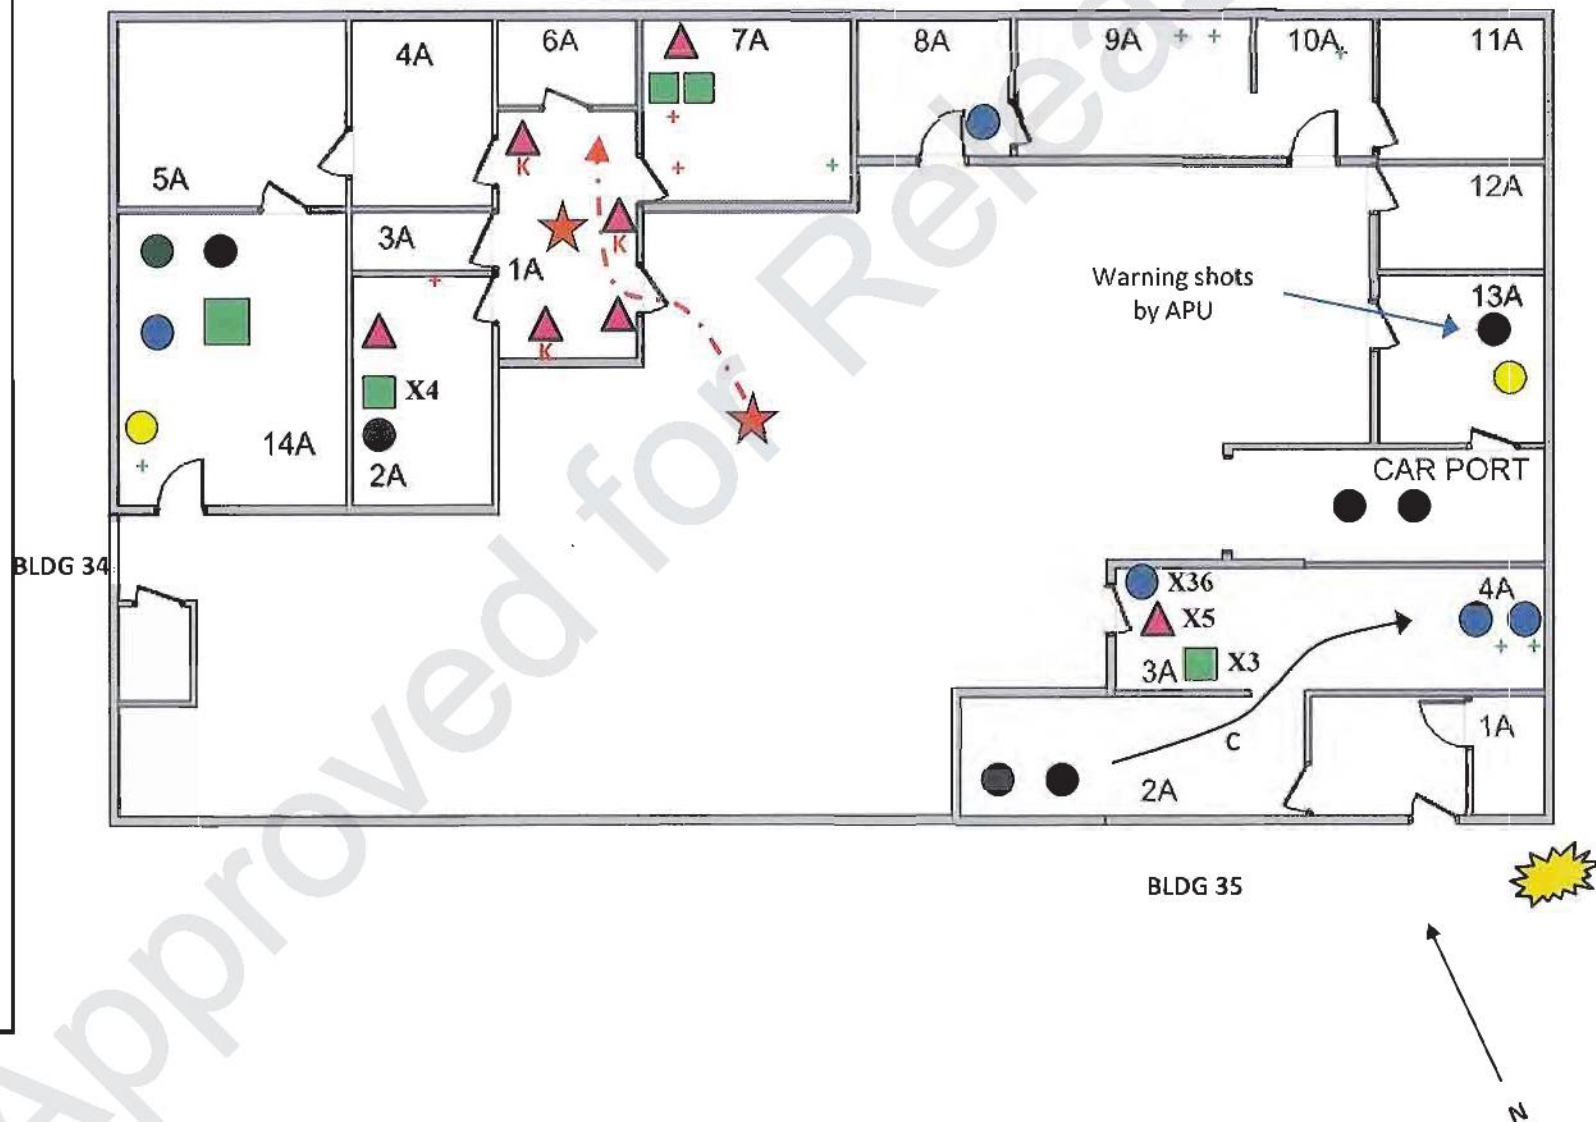 4A
6A
7A
8A
9A
10A
11A
5A
K
12A
3A
1A
K
Warning shots
by APU
13A
K
X4
14A
2A
CAR PORT
BLDG 34
X36
4A
X5
3A
X3
1A
C
2A
BLDG 35
N
Approved for Release